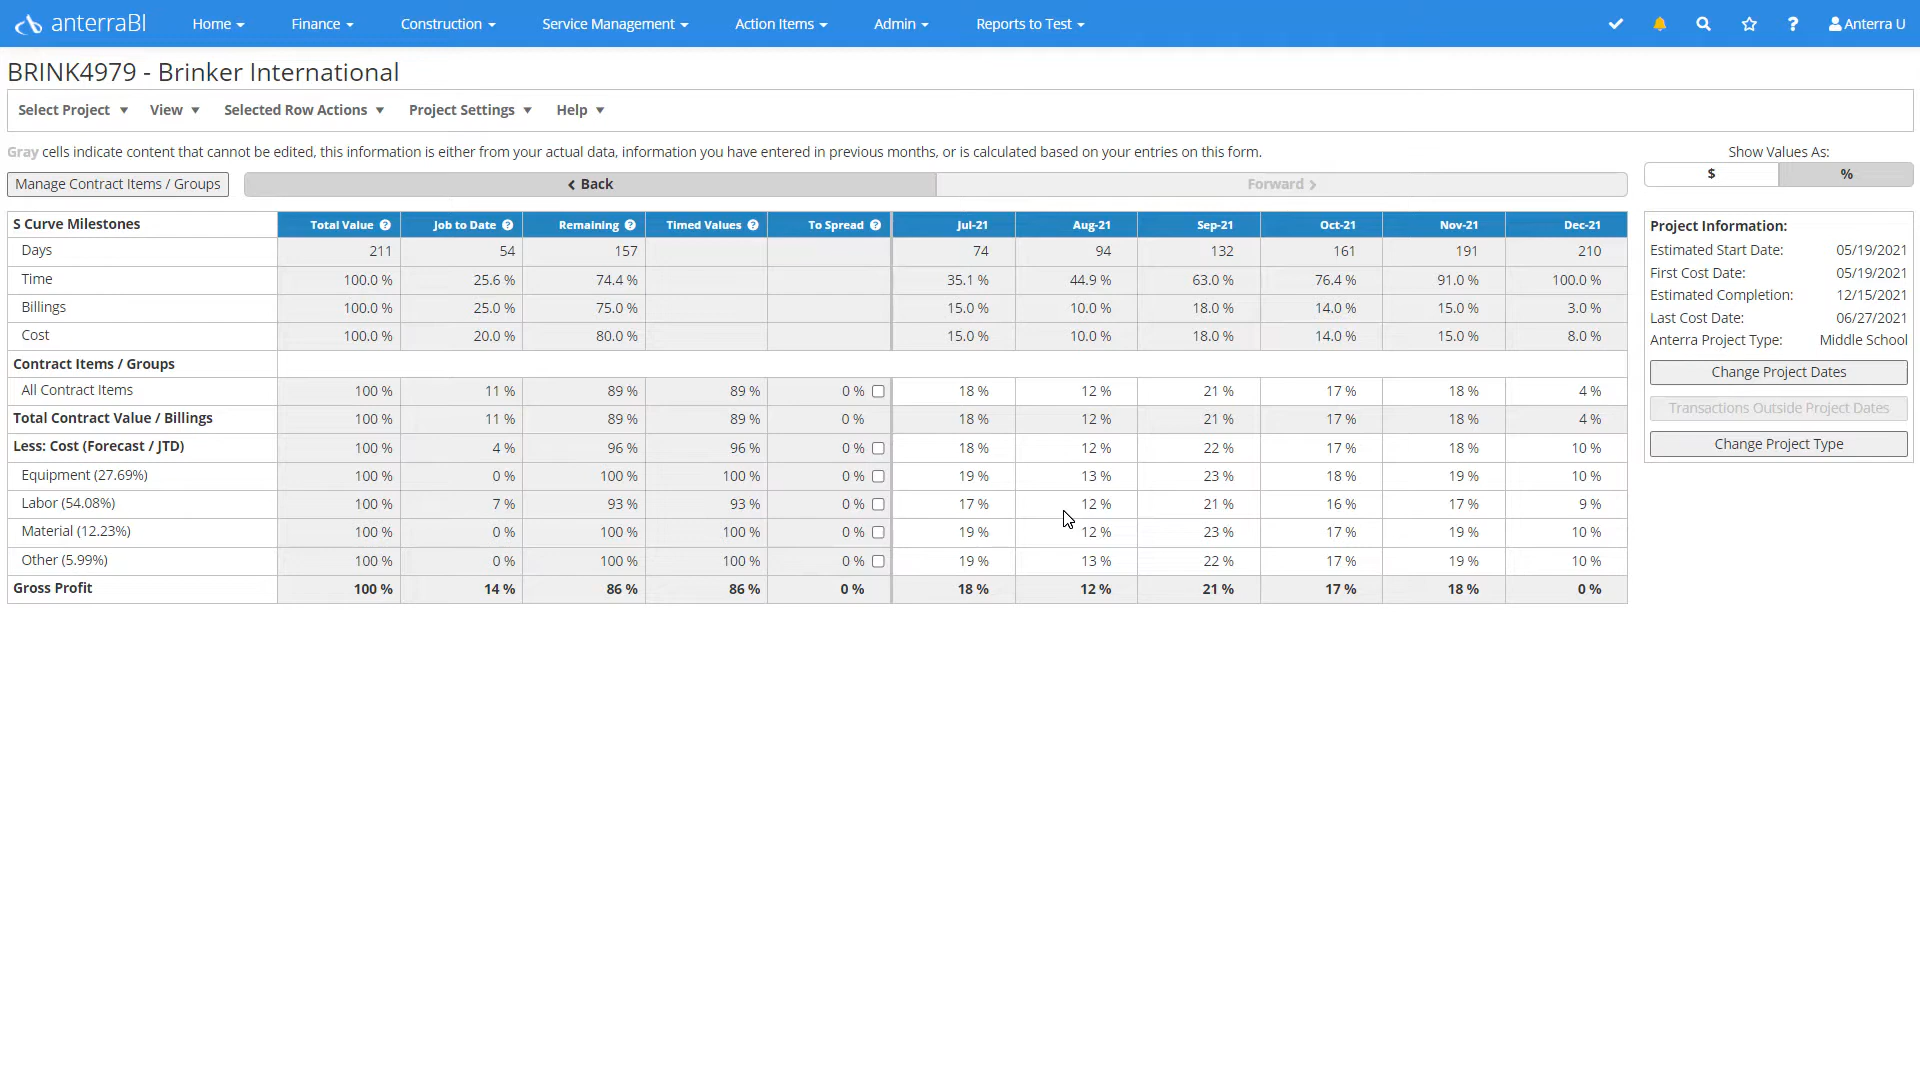 anterraBI Home Finance Construction Service Management Action Items Admin Reports to Test ? Anterra U
BRINK4979 - Brinker International
Select Project View Selected Row Actions Project Settings Help
Gray cells indicate content that cannot be edited, this information is either from your actual data, information you have entered in previous months, or is calculated based on your entries on this form.
Show Values As:
Manage Contract Items / Groups Back Forward
$ %
S Curve Milestones Total Value ? Job to Date ? Remaining ? Timed Values ? To Spread ? Jul-21 Aug-21 Sep-21 Oct-21 Nov-21 Dec-21
Days 211 54 157 74 94 132 161 191 210
Time 100.0 % 25.6 % 74.4 % 35.1 % 44.9 % 63.0 % 76.4 % 91.0 % 100.0 %
Billings 100.0 % 25.0 % 75.0 % 15.0 % 10.0 % 18.0 % 14.0 % 15.0 % 3.0 %
Cost 100.0 % 20.0 % 80.0 % 15.0 % 10.0 % 18.0 % 14.0 % 15.0 % 8.0 %
Contract Items / Groups
All Contract Items 100 % 11 % 89 % 89 % 0 % 18 % 12 % 21 % 17 % 18 % 4 %
Total Contract Value / Billings 100 % 11 % 89 % 89 % 0 % 18 % 12 % 21 % 17 % 18 % 4 %
Less: Cost (Forecast / JTD) 100 % 4 % 96 % 96 % 0 % 18 % 12 % 22 % 17 % 18 % 10 %
Equipment (27.69%) 100 % 0 % 100 % 100 % 0 % 19 % 13 % 23 % 18 % 19 % 10 %
Labor (54.08%) 100 % 7 % 93 % 93 % 0 % 17 % 12 % 21 % 16 % 17 % 9 %
Material (12.23%) 100 % 0 % 100 % 100 % 0 % 19 % 12 % 23 % 17 % 19 % 10 %
Other (5.99%) 100 % 0 % 100 % 100 % 0 % 19 % 13 % 22 % 17 % 19 % 10 %
Gross Profit 100 % 14 % 86 % 86 % 0 % 18 % 12 % 21 % 17 % 18 % 0 %
Project Information:
Estimated Start Date: 05/19/2021
First Cost Date: 05/19/2021
Estimated Completion: 12/15/2021
Last Cost Date: 06/27/2021
Anterra Project Type: Middle School
Change Project Dates
Transactions Outside Project Dates
Change Project Type